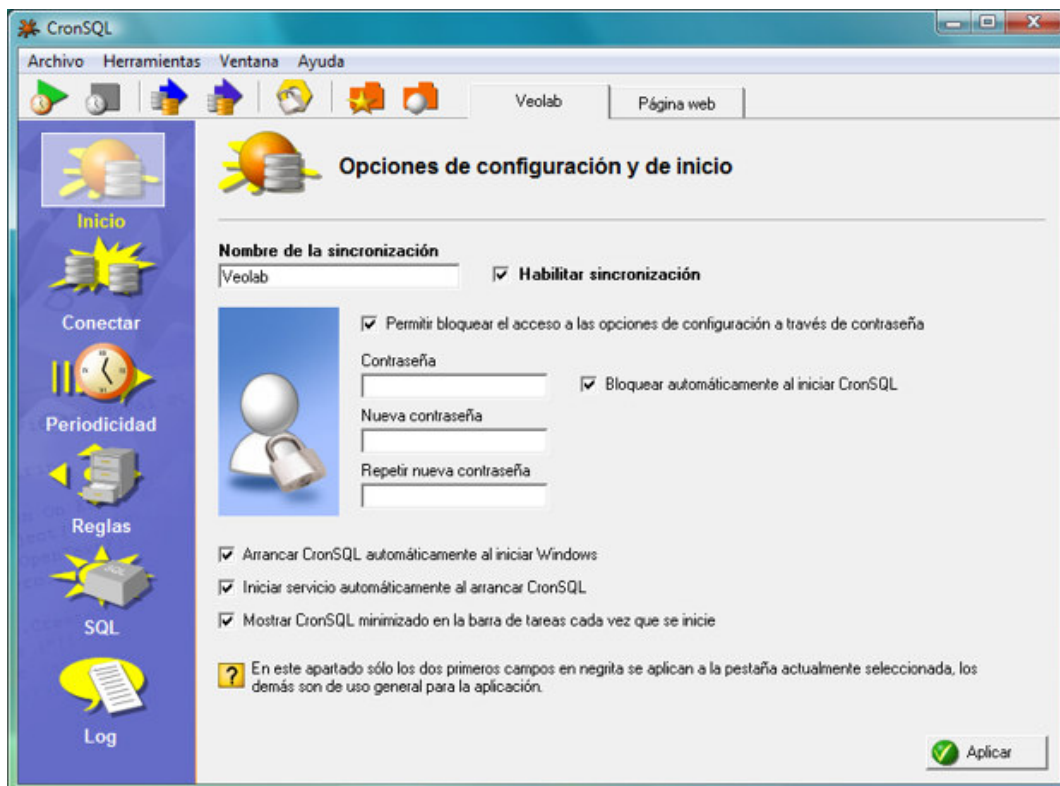 CronSQL
Archivo Herramientas Ventana Ayuda
Veolab
Página web
Opciones de configuración y de inicio
Inicio
Conectar
Periodicidad
Reglas
SQL
Log
Nombre de la sincronización
Veolab
Habilitar sincronización
Permitir bloquear el acceso a las opciones de configuración a través de contraseña
Contraseña
Bloquear automáticamente al iniciar CronSQL
Nueva contraseña
Repetir nueva contraseña
Arrancar CronSQL automáticamente al iniciar Windows
Iniciar servicio automáticamente al arrancar CronSQL
Mostrar CronSQL minimizado en la barra de tareas cada vez que se inicie
En este apartado sólo los dos primeros campos en negrita se aplican a la pestaña actualmente seleccionada, los
demás son de uso general para la aplicación.
Aplicar